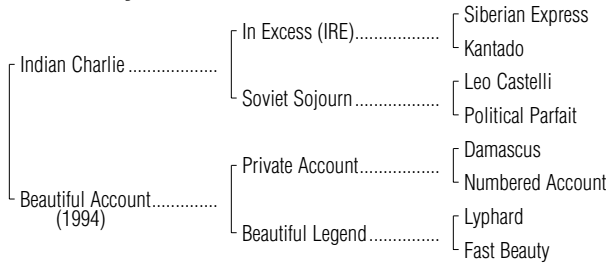 Siberian Express
In Excess (IRE)..................
Kantado
Indian Charlie ...................
Leo Castelli
Soviet Sojourn ..................
Political Parfait
Damascus
Private Account.................
Numbered Account
Beautiful Account..............
(1994)
Lyphard
Beautiful Legend...............
Fast Beauty